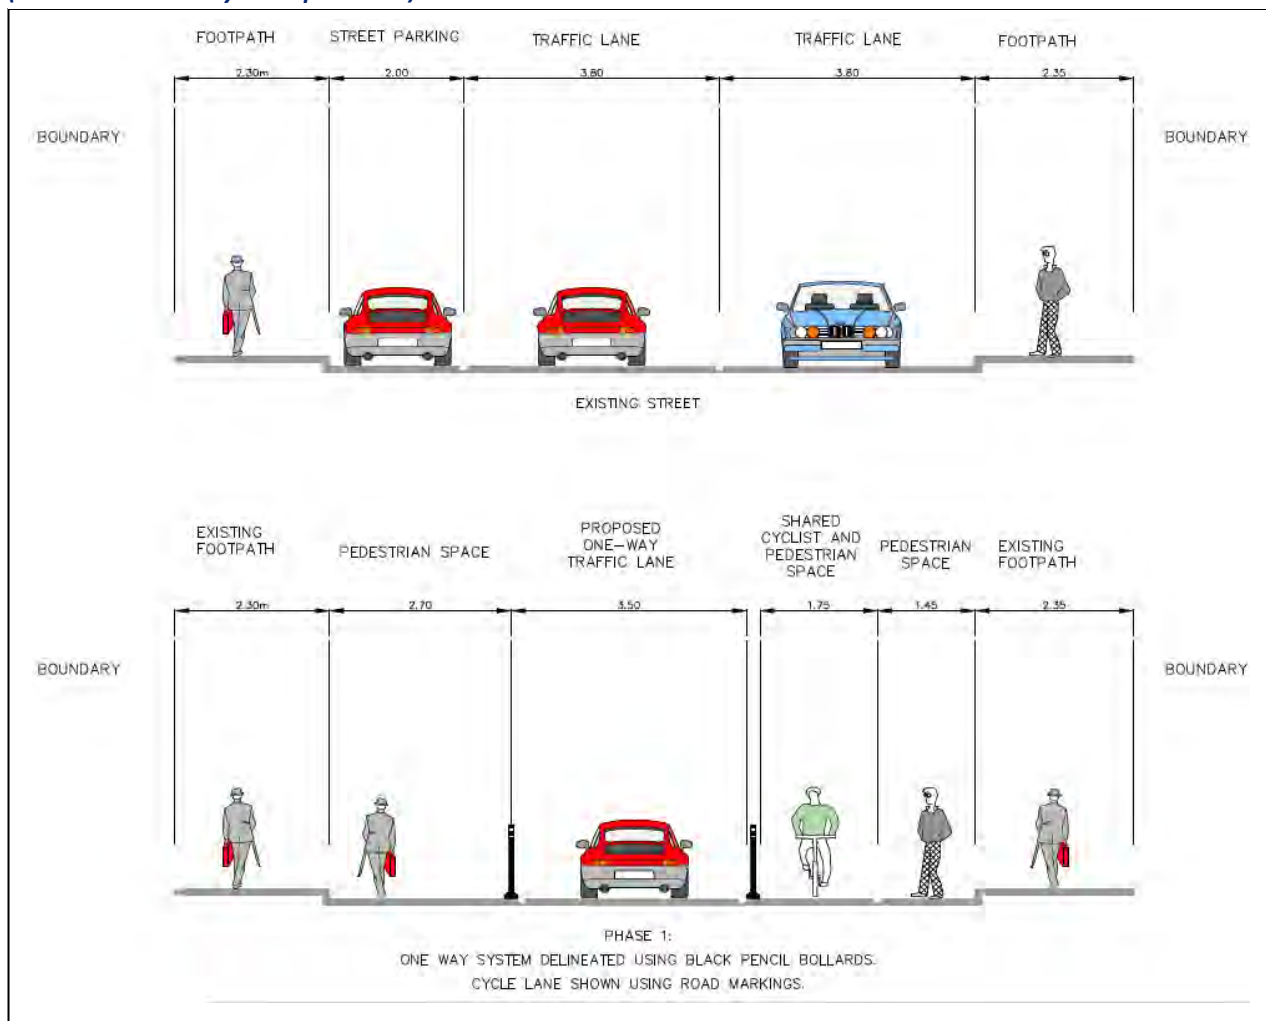 FOOTPATH STREET PARKING TRAFFIC LANE TRAFFIC LANE FOOTPATH
2.30m 2.00 3.80 3.80 2.35
BOUNDARY BOUNDARY
EXISTING STREET
EXISTING FOOTPATH
PEDESTRIAN SPACE
PROPOSED ONE-WAY TRAFFIC LANE
SHARED CYCLIST AND PEDESTRIAN SPACE
PEDESTRIAN SPACE
EXISTING FOOTPATH
2.30m 2.70 3.50 1.75 1.45 2.35
BOUNDARY BOUNDARY
PHASE 1:
ONE WAY SYSTEM DELINEATED USING BLACK PENCIL BOLLARDS.
CYCLE LANE SHOWN USING ROAD MARKINGS.